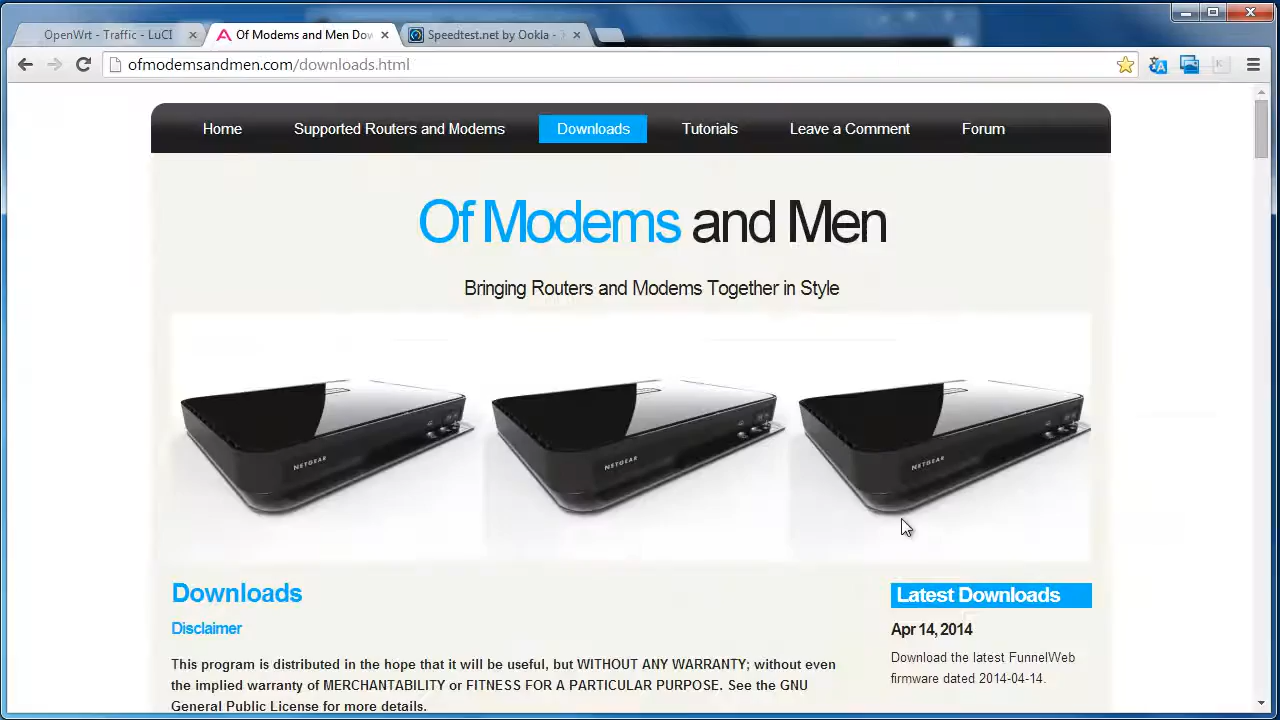 OpenWrt - Traffic - LuCI
Of Modems and Men Dow
Speedtest.net by Ookla -
ofmodemsandmen.com/downloads.html
Home
Supported Routers and Modems
Downloads
Tutorials
Leave a Comment
Forum
Of Modems and Men
Bringing Routers and Modems Together in Style
NETGEAR
NETGEAR
NETGEAR
Downloads
Disclaimer
This program is distributed in the hope that it will be useful, but WITHOUT ANY WARRANTY; without even
the implied warranty of MERCHANTABILITY or FITNESS FOR A PARTICULAR PURPOSE. See the GNU
General Public License for more details.
Latest Downloads
Apr 14, 2014
Download the latest FunnelWeb
firmware dated 2014-04-14.